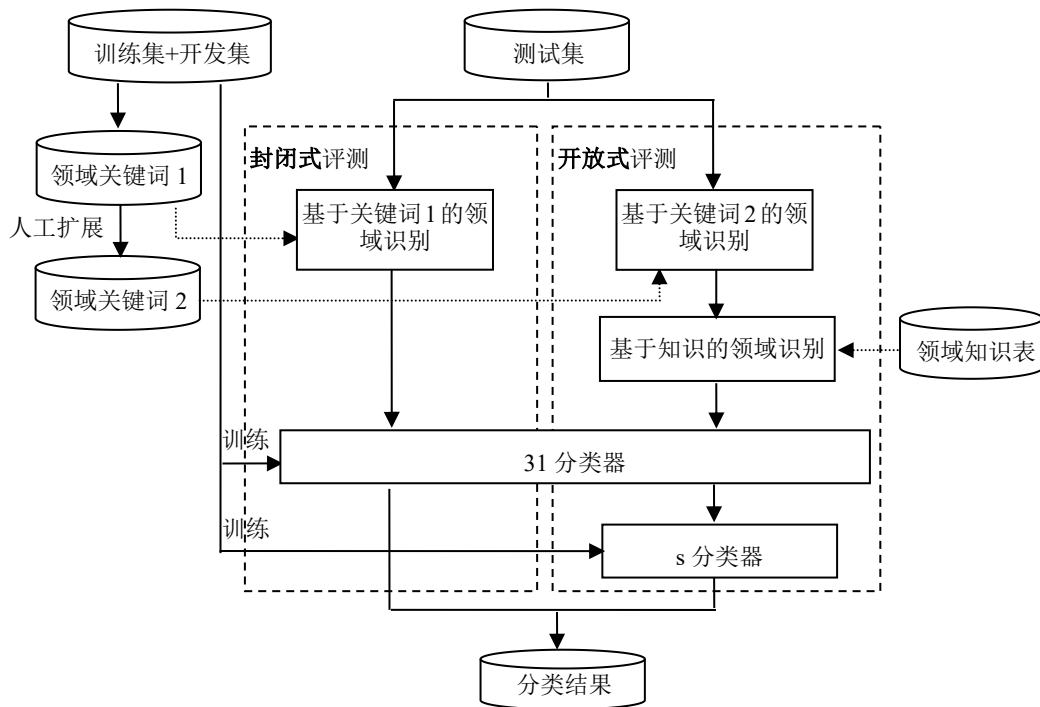 训练集+开发集
测试集
领域关键词 1
人工扩展
领域关键词 2
封闭式评测
开放式评测
基于关键词 1 的领
域识别
基于关键词 2 的领
域识别
基于知识的领域识别
领域知识表
训练
31 分类器
训练
s 分类器
分类结果